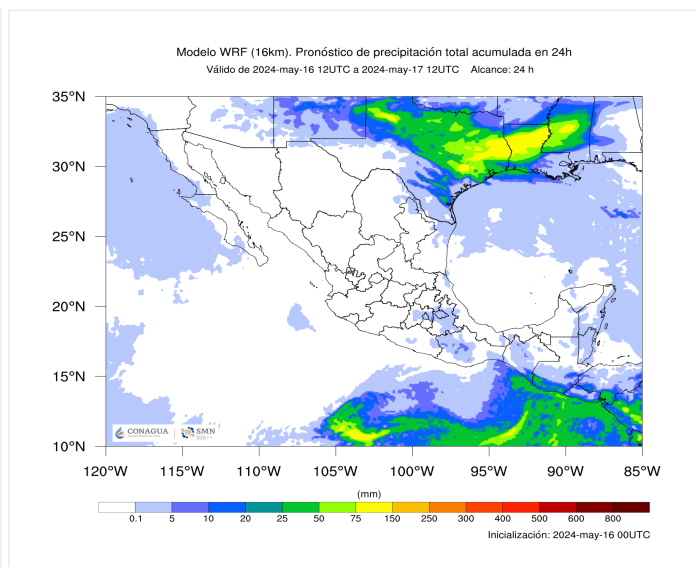 Modelo WRF (16km). Pronóstico de precipitación total acumulada en 24h
Válido de 2024-may-16 12UTC a 2024-may-17 12UTC Alcance: 24 h
35°N
30°N
25°N
20°N
15°N
10°N
CONAGUA
SMN
120°W 115°W 110°W 105°W 100°W 95°W 90°W 85°W
(mm)
0.1 5 10 20 25 50 75 150 250 300 400 500 600 800
Inicialización: 2024-may-16 00UTC